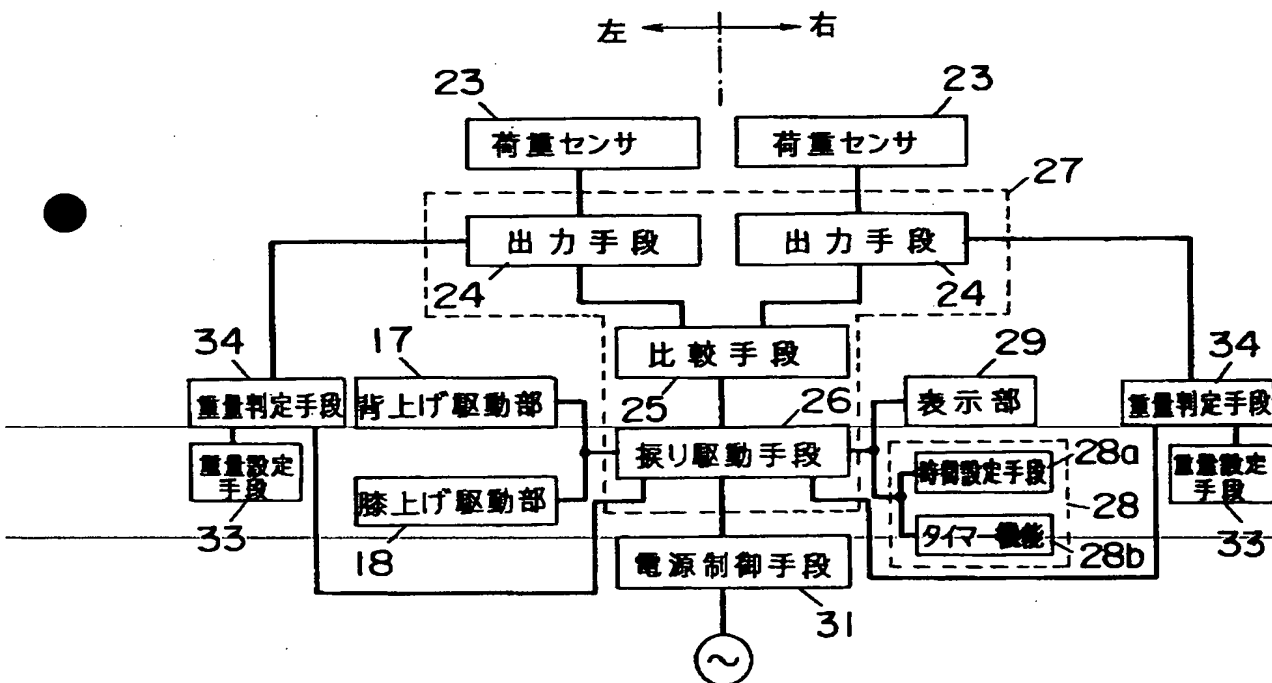 左 右
23 23
荷重センサ 荷重センサ
27
出力手段 出力手段
24 24
比較手段
34 17 29 34
重量判定手段 背上げ駆動部 25 26 表示部 重量判定手段
捩り駆動手段
重量設定
手段
33
膝上げ駆動部
18
時間設定手段 28a
28
タイマー機能 28b
重量設定
手段
33
電源制御手段
31
～